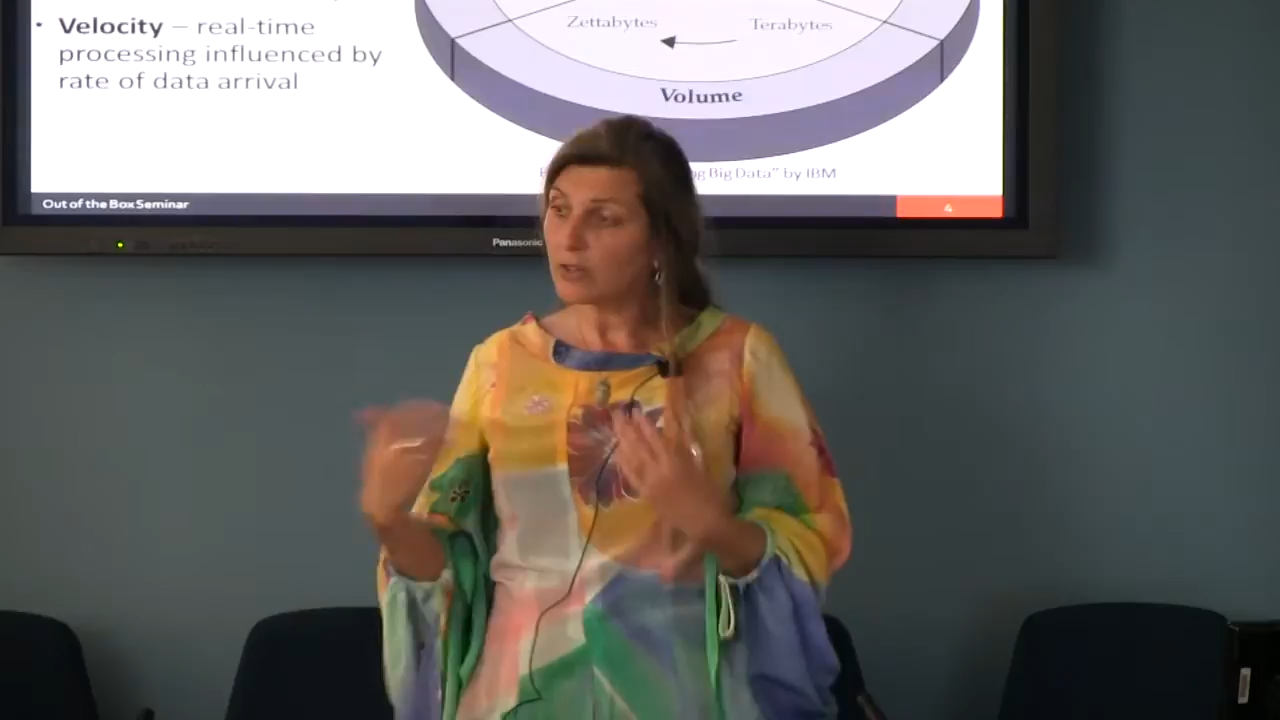 • Velocity – real-time
processing influenced by
rate of data arrival
Zettabytes
Terabytes
Volume
Big Data" by IBM
Out of the Box Seminar
4
Panasonic